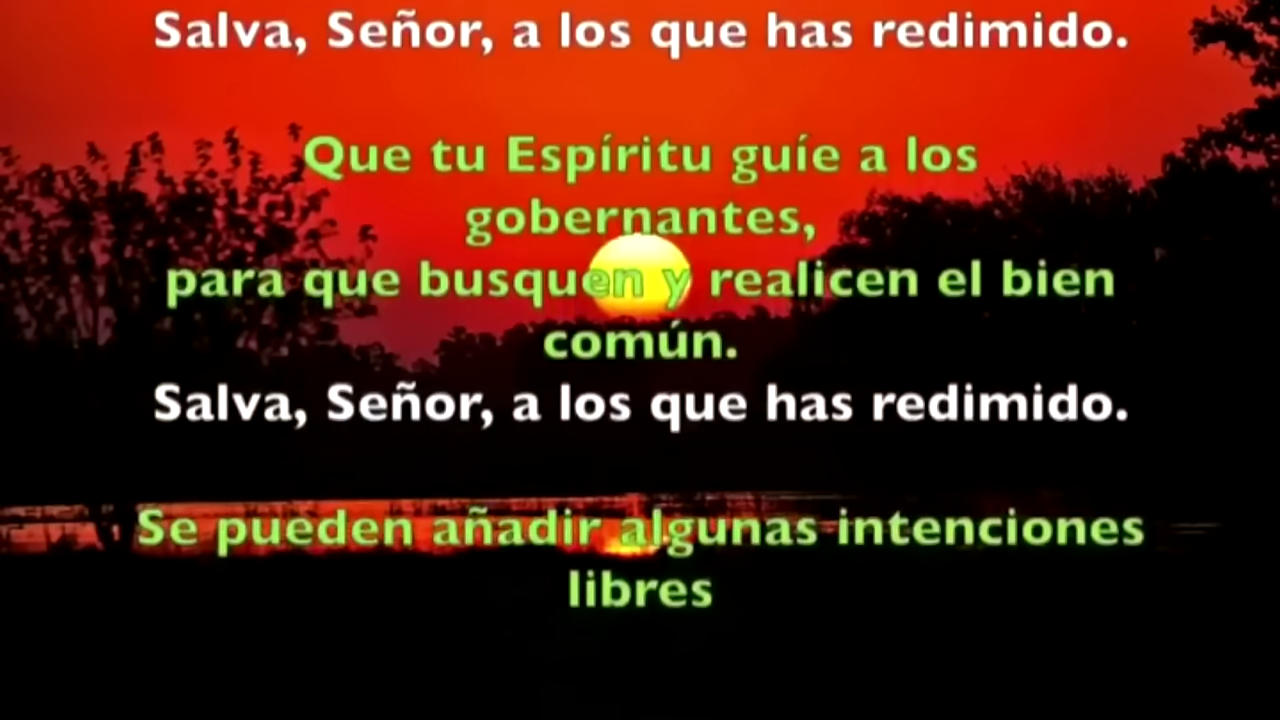 Salva, Señor, a los que has redimido.
Que tu Espíritu guíe a los
gobernantes,
para que busquen y realicen el bien
común.
Salva, Señor, a los que has redimido.
Se pueden añadir algunas intenciones
libres